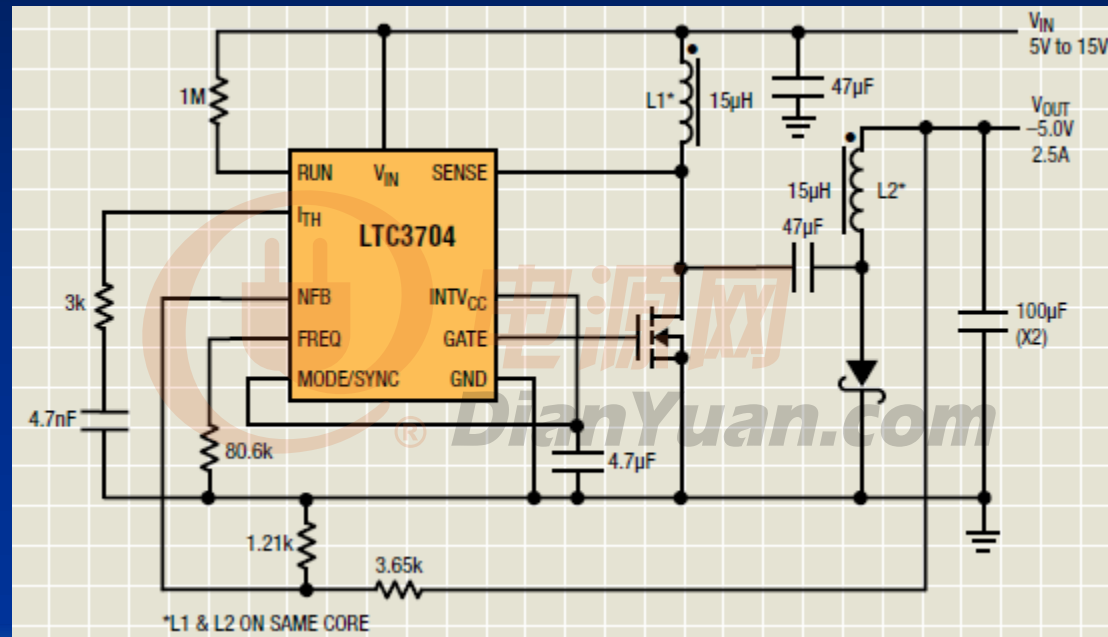 VIN
5V to 15V
1M
L1*
15µH
47µF
VOUT
–5.0V
2.5A
RUN
VIN
SENSE
ITH
LTC3704
15µH
L2*
47µF
3k
NFB
INTVCC
FREQ
GATE
MODE/SYNC
GND
100µF
(X2)
电源网
DianYuan.com
®
4.7nF
80.6k
4.7µF
1.21k
3.65k
*L1 & L2 ON SAME CORE